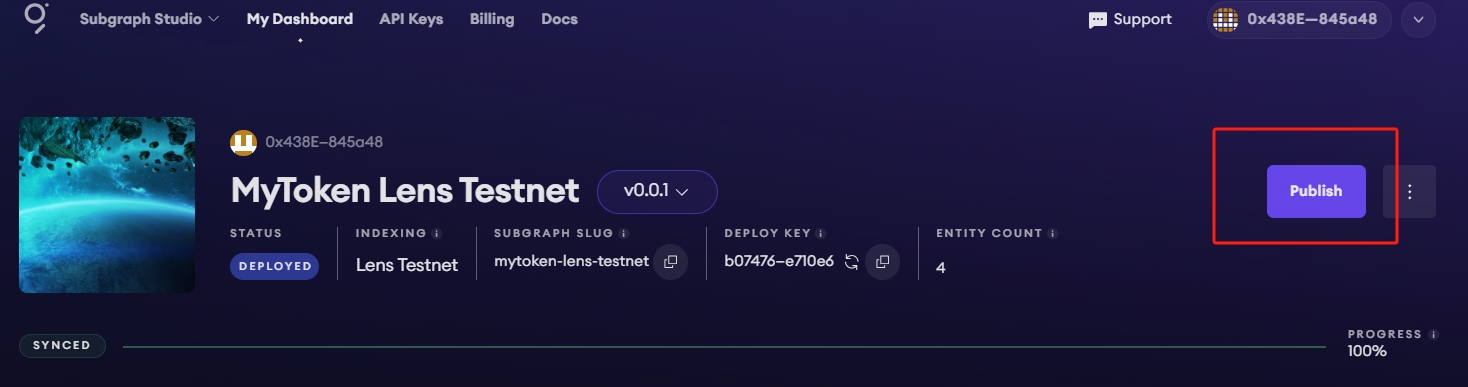 Subgraph Studio My Dashboard API Keys Billing Docs Support 0x438E—845a48
0x438E—845a48
MyToken Lens Testnet v0.0.1
Publish
STATUS INDEXING SUBGRAPH SLUG DEPLOY KEY ENTITY COUNT
DEPLOYED Lens Testnet mytoken-lens-testnet b07476—e710e6 4
SYNCED PROGRESS
100%